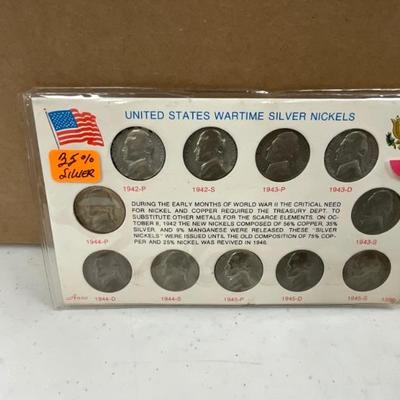 UNITED STATES WARTIME SILVER NICKELS
35%
SILVER
1942-P 1942-S 1943-P 1943-D
DURING THE EARLY MONTHS OF WORLD WAR II THE CRITICAL NEED
FOR NICKEL AND COPPER REQUIRED THE TREASURY DEPT. TO
SUBSTITUTE OTHER METALS FOR THE SCARCE ELEMENTS. ON OC-
TOBER 8, 1942 THE NEW NICKELS COMPOSED OF 56% COPPER, 35%
SILVER, AND 9% MANGANESE WERE RELEASED. THESE "SILVER
NICKELS" WERE ISSUED UNTIL THE OLD COMPOSITION OF 75% COP-
PER AND 25% NICKEL WAS REVIVED IN 1946.
1944-P 1943-S
1944-D 1944-S 1945-P 1945-D 1945-S